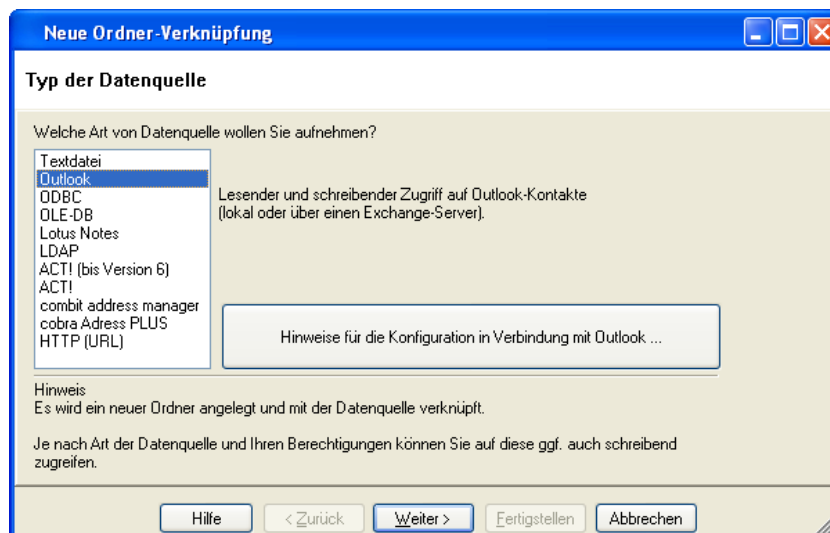 Neue Ordner-Verknüpfung
Typ der Datenquelle
Welche Art von Datenquelle wollen Sie aufnehmen?
Textdatei
Outlook
ODBC
OLE-DB
Lotus Notes
LDAP
ACT! (bis Version 6)
ACT!
combit address manager
cobra Adress PLUS
HTTP (URL)
Lesender und schreibender Zugriff auf Outlook-Kontakte
(lokal oder über einen Exchange-Server).
Hinweise für die Konfiguration in Verbindung mit Outlook ...
Hinweis
Es wird ein neuer Ordner angelegt und mit der Datenquelle verknüpft.
Je nach Art der Datenquelle und Ihren Berechtigungen können Sie auf diese ggf. auch schreibend
zugreifen.
Hilfe
< Zurück
Weiter >
Fertigstellen
Abbrechen